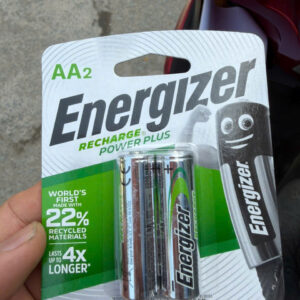 AA2
Energizer
RECHARGE
POWER PLUS
WORLD'S
FIRST
MADE WITH
22%
RECYCLED
MATERIALS
LASTS
UP TO 4x
LONGER*
Energizer
Energizer